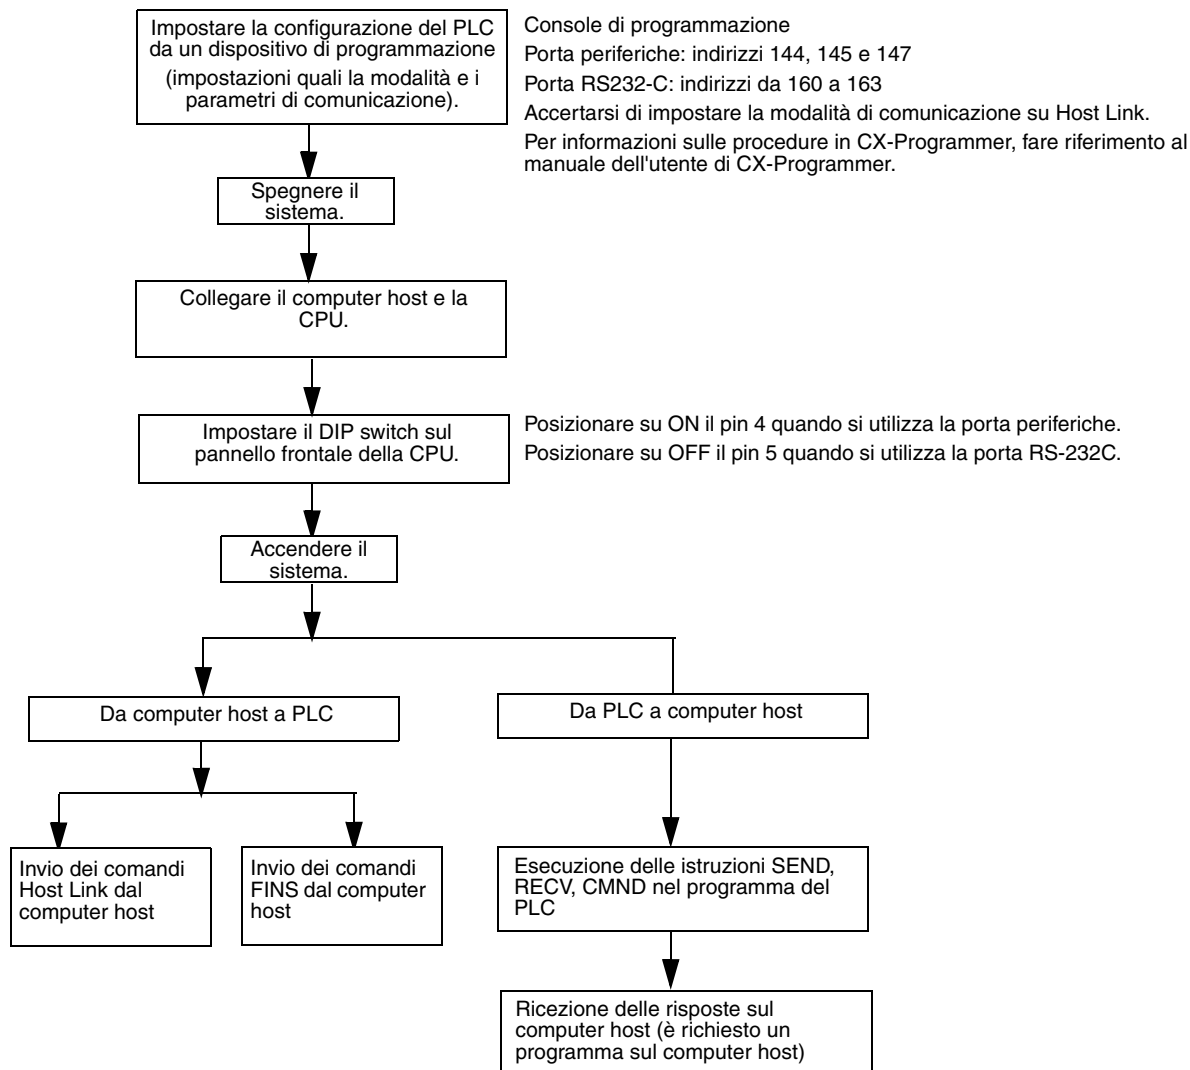 Impostare la configurazione del PLC
da un dispositivo di programmazione
(impostazioni quali la modalità e i
parametri di comunicazione).
Console di programmazione
Porta periferiche: indirizzi 144, 145 e 147
Porta RS232-C: indirizzi da 160 a 163
Accertarsi di impostare la modalità di comunicazione su Host Link.
Per informazioni sulle procedure in CX-Programmer, fare riferimento al
manuale dell'utente di CX-Programmer.
Spegnere il
sistema.
Collegare il computer host e la
CPU.
Impostare il DIP switch sul
pannello frontale della CPU.
Posizionare su ON il pin 4 quando si utilizza la porta periferiche.
Posizionare su OFF il pin 5 quando si utilizza la porta RS-232C.
Accendere il
sistema.
Da computer host a PLC
Da PLC a computer host
Invio dei comandi
Host Link dal
computer host
Invio dei comandi
FINS dal computer
host
Esecuzione delle istruzioni SEND,
RECV, CMND nel programma del
PLC
Ricezione delle risposte sul
computer host (è richiesto un
programma sul computer host)